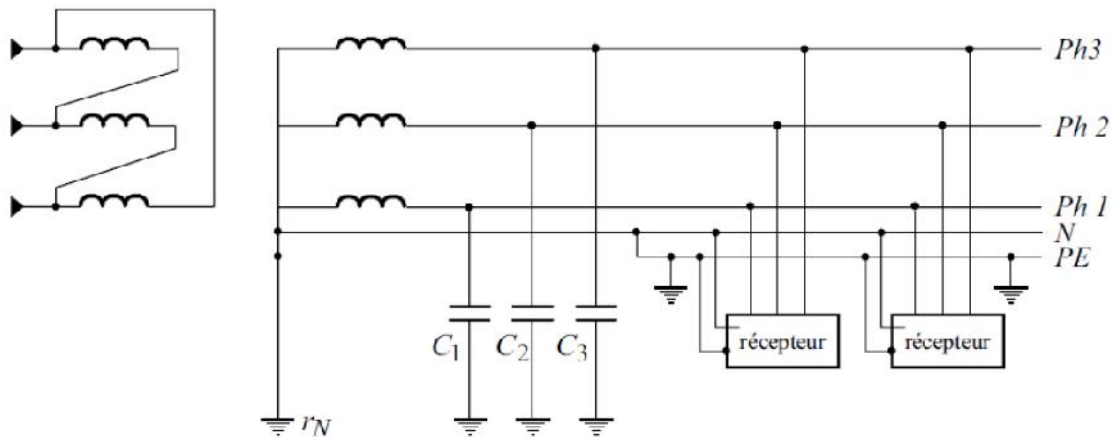 Ph3
Ph 2
Ph 1
N
PE
C1 C2 C3
récepteur récepteur
rN